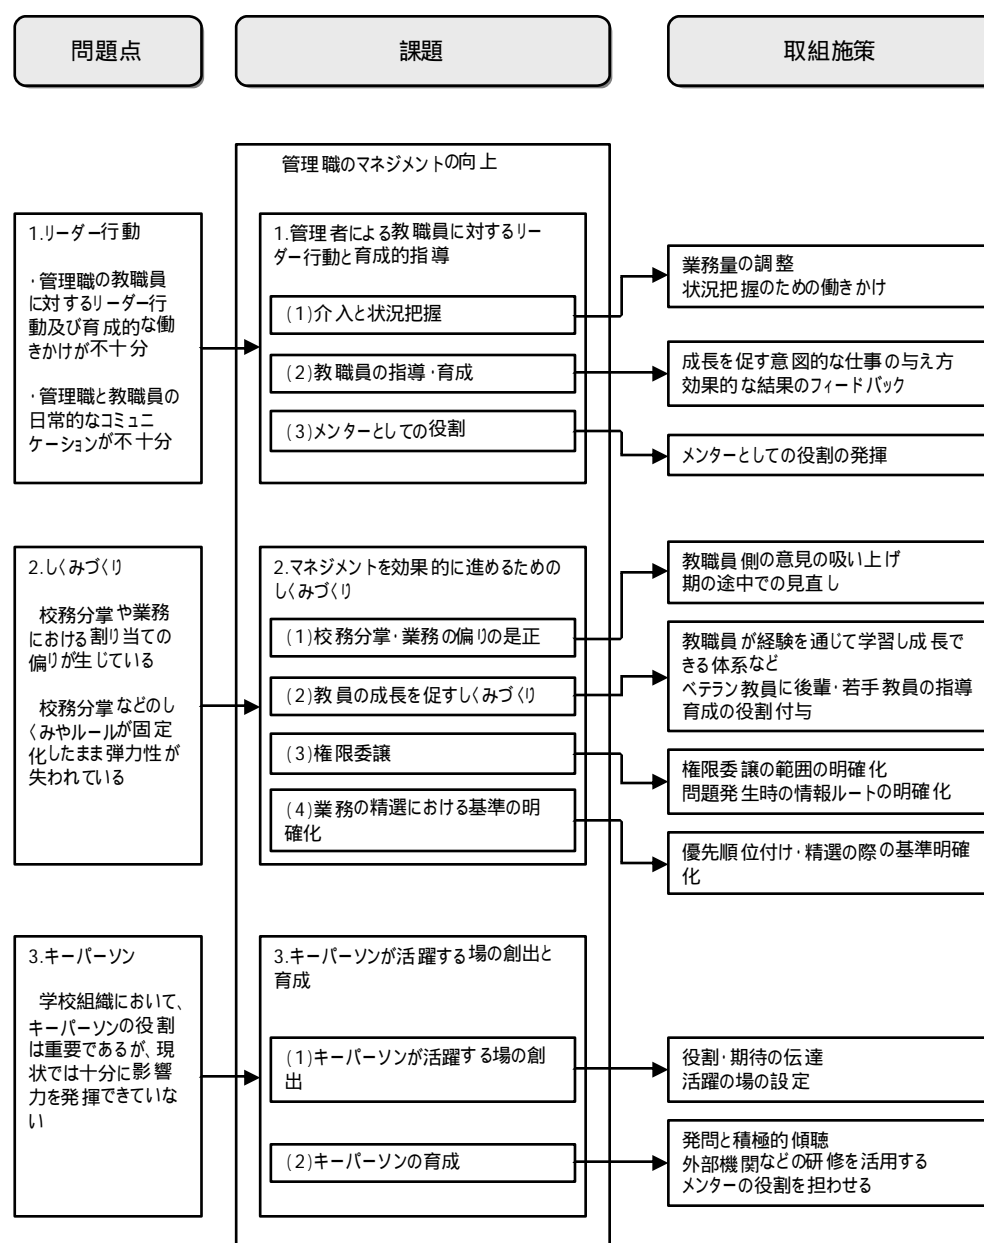 問題点
課題
取組施策
管理職のマネジメントの向上
1.リーダー行動
・管理職の教職員
に対するリーダー行
動及び育成的な働
きかけが不十分
・管理職と教職員の
日常的なコミュニ
ケーションが不十分
1.管理者による教職員に対するリー
ダー行動と育成的指導
(1)介入と状況把握
(2)教職員の指導・育成
(3)メンターとしての役割
業務量の調整
状況把握のための働きかけ
成長を促す意図的な仕事の与え方
効果的な結果のフィードバック
メンターとしての役割の発揮
2.しくみづくり
校務分掌や業務
における割り当ての
偏りが生じている
校務分掌などのし
くみやルールが固定
化したまま弾力性が
失われている
2.マネジメントを効果的に進めるための
しくみづくり
(1)校務分掌・業務の偏りの是正
(2)教員の成長を促すしくみづくり
(3)権限委譲
(4)業務の精選における基準の明
確化
教職員側の意見の吸い上げ
期の途中での見直し
教職員が経験を通じて学習し成長で
きる体系など
ベテラン教員に後輩・若手教員の指導
育成の役割付与
権限委譲の範囲の明確化
問題発生時の情報ルートの明確化
優先順位付け・精選の際の基準明確
化
3.キーパーソン
学校組織において、
キーパーソンの役割
は重要であるが、現
状では十分に影響
力を発揮できていな
い
3.キーパーソンが活躍する場の創出と
育成
(1)キーパーソンが活躍する場の創
出
(2)キーパーソンの育成
役割・期待の伝達
活躍の場の設定
発問と積極的傾聴
外部機関などの研修を活用する
メンターの役割を担わせる